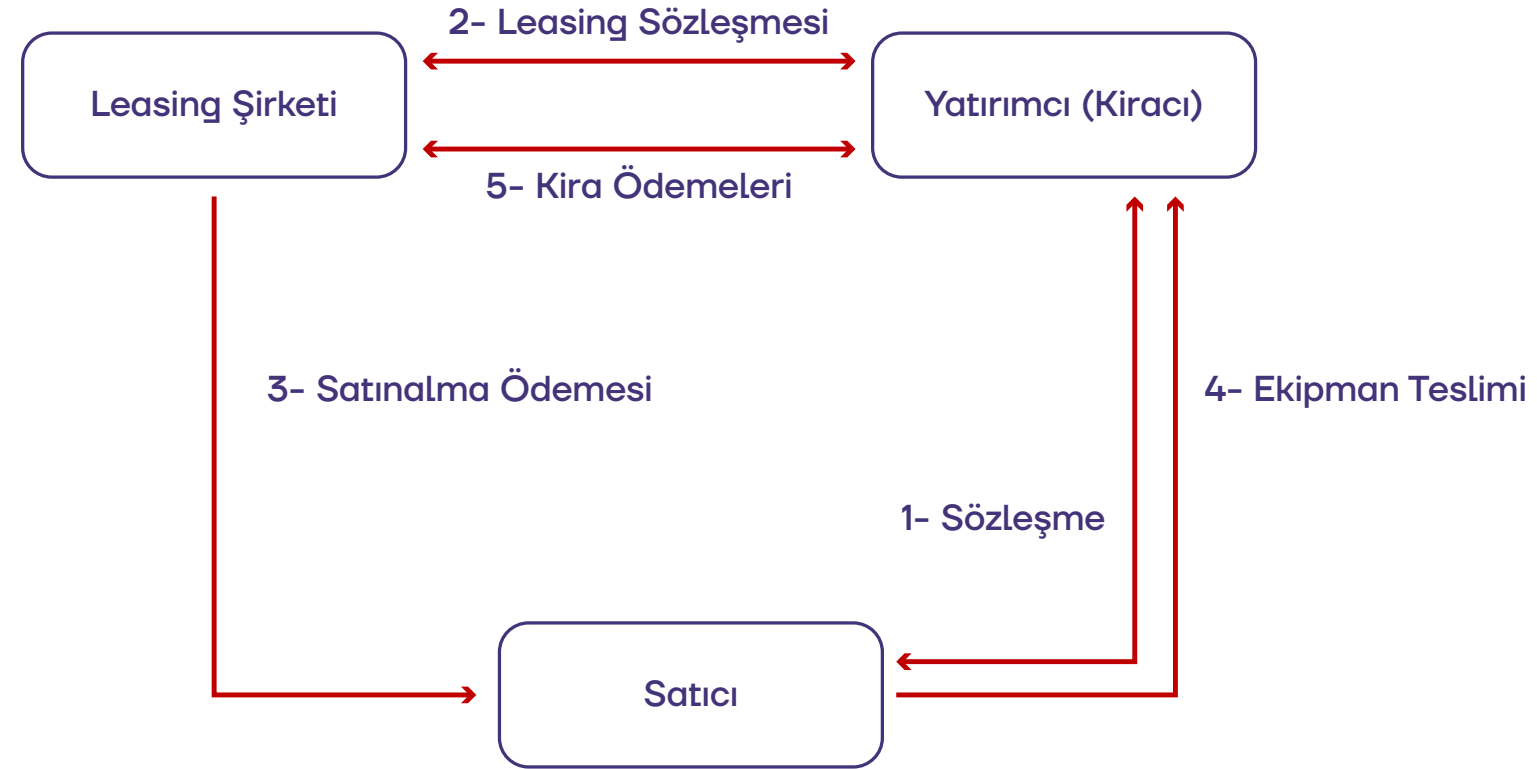 2- Leasing Sözleşmesi
Leasing Şirketi
Yatırımcı (Kiracı)
5- Kira Ödemeleri
3- Satınalma Ödemesi
4- Ekipman Teslimi
1- Sözleşme
Satıcı